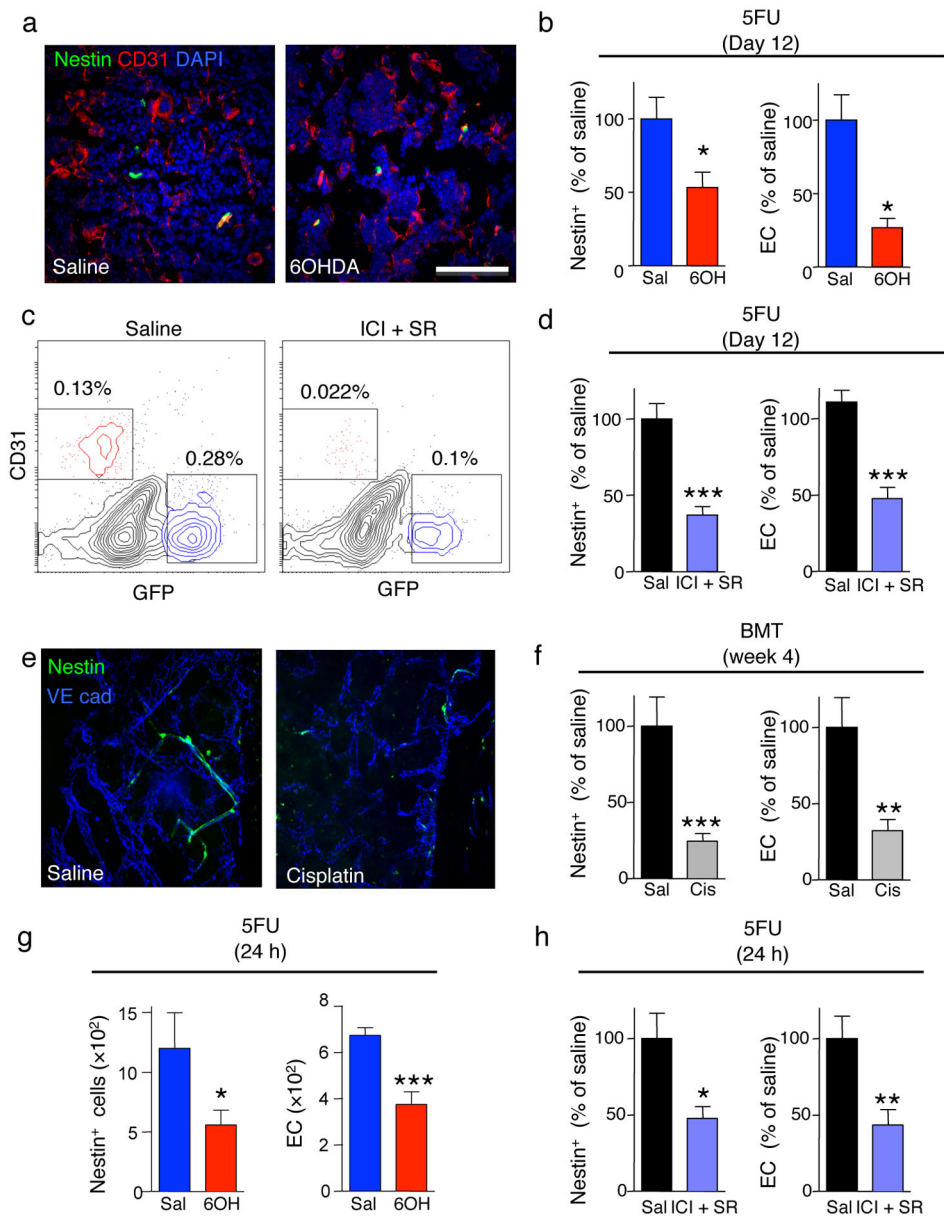 a
Nestin CD31 DAPI
Saline
6OHDA
b
5FU
(Day 12)
Nestin⁺ (% of saline)
100
50
0
Sal
6OH
*
EC (% of saline)
100
50
0
Sal
6OH
*
c
Saline
ICI + SR
0.13%
0.28%
0.022%
0.1%
CD31
GFP
GFP
d
5FU
(Day 12)
Nestin⁺ (% of saline)
100
50
0
Sal
ICI + SR
***
EC (% of saline)
100
50
0
Sal
ICI + SR
***
e
Nestin
VE cad
Saline
Cisplatin
f
BMT
(week 4)
Nestin⁺ (% of saline)
100
50
0
Sal
Cis
***
EC (% of saline)
100
50
0
Sal
Cis
**
g
5FU
(24 h)
Nestin⁺ cells (×10²)
15
10
5
0
Sal
6OH
*
EC (×10²)
8
6
4
2
0
Sal
6OH
***
h
5FU
(24 h)
Nestin⁺ (% of saline)
100
50
0
Sal
ICI + SR
*
EC (% of saline)
100
50
0
Sal
ICI + SR
**